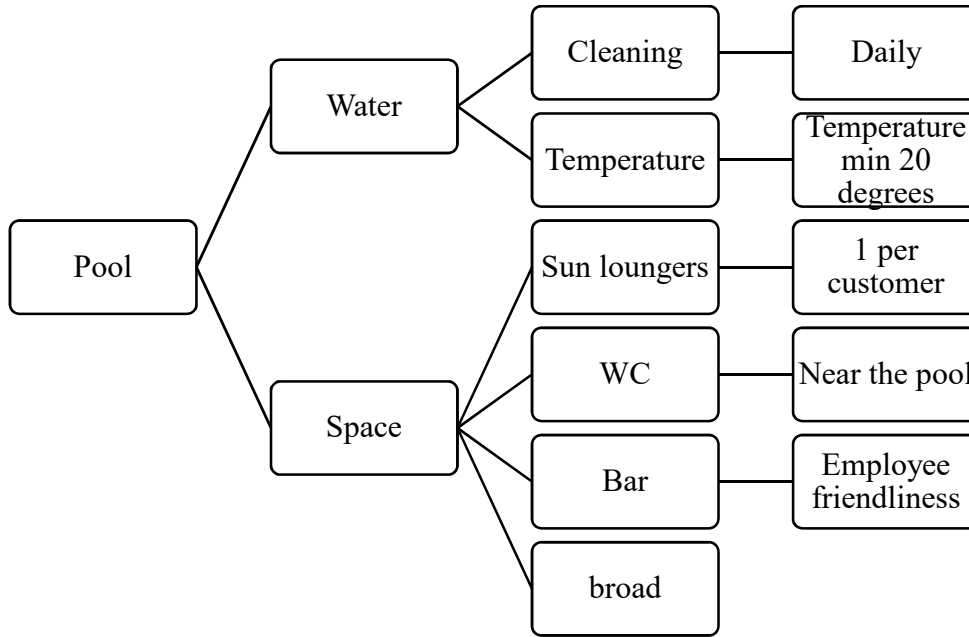 Cleaning
Daily
Water
Temperature
Temperature
min 20
degrees
Pool
Sun loungers
1 per
customer
WC
Near the pool
Space
Bar
Employee
friendliness
broad